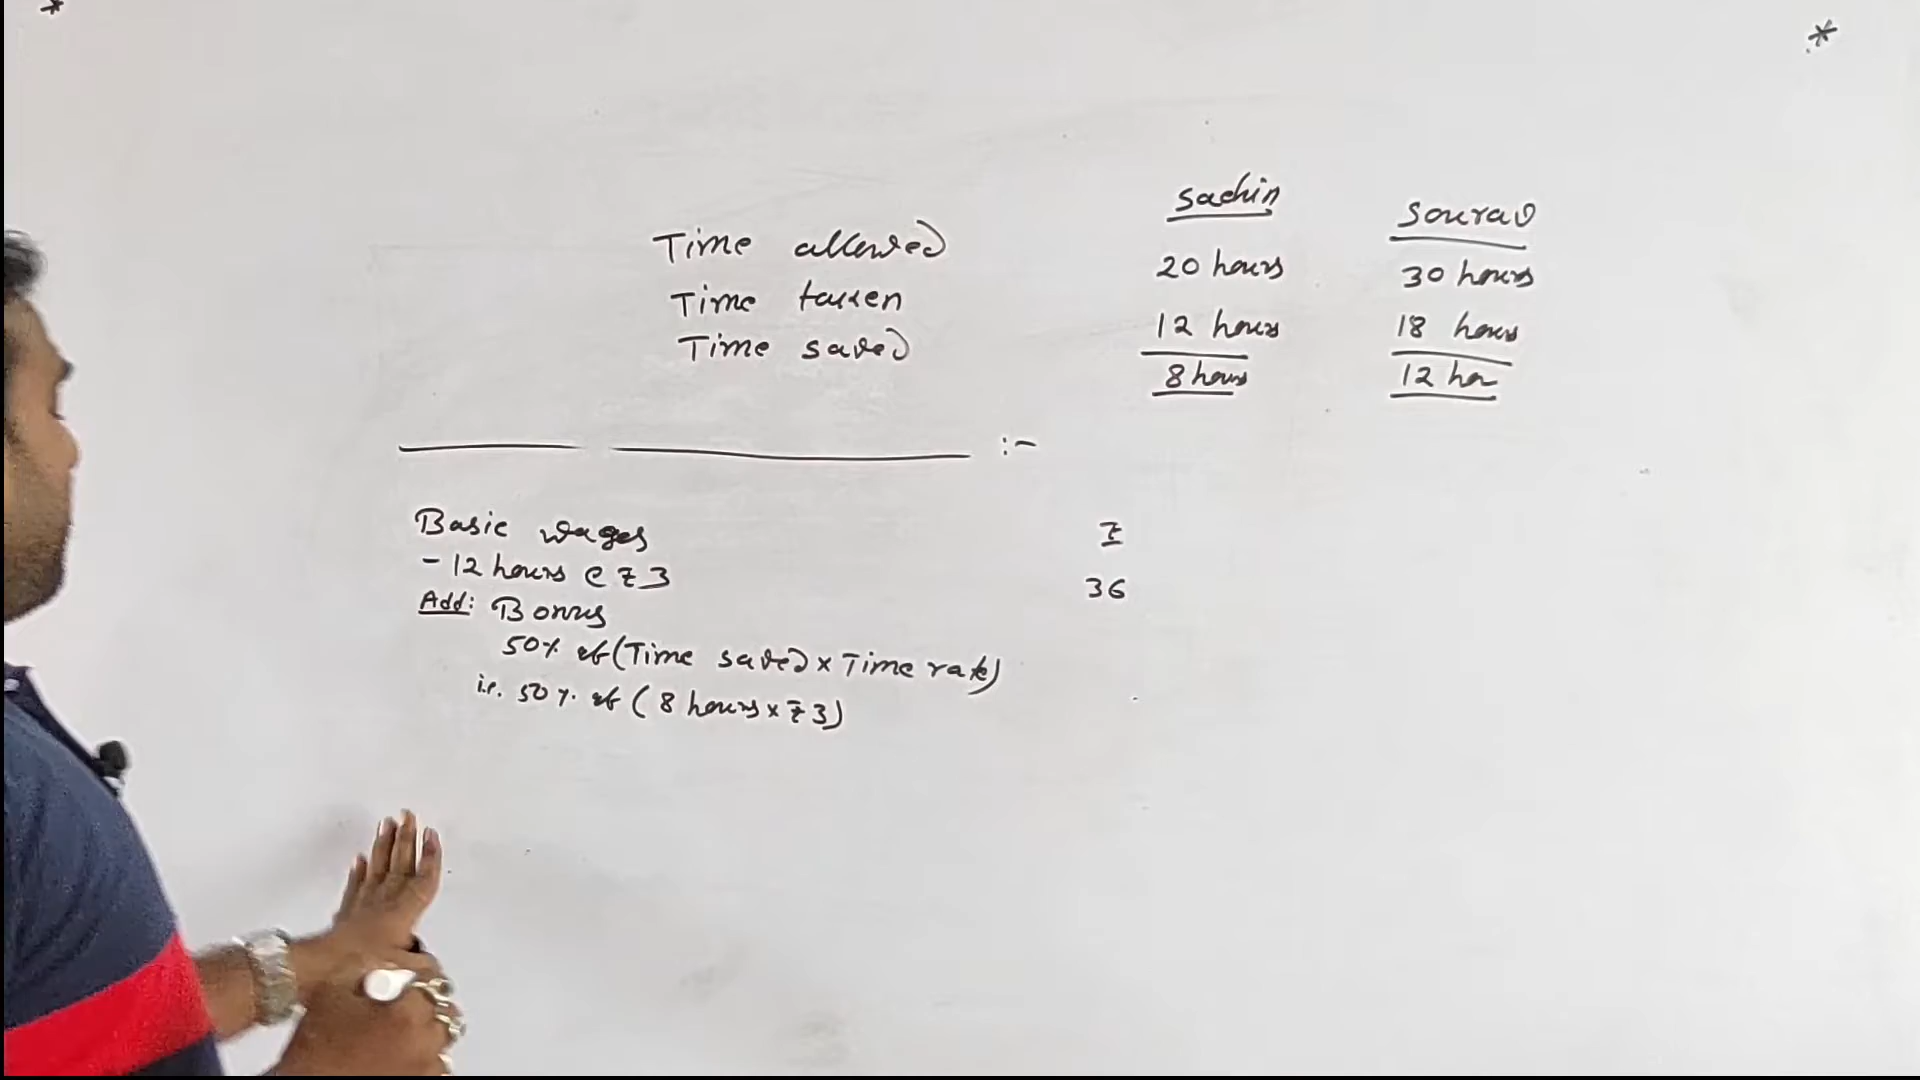 *
*
Sachin Sourav
Time allowed 20 hours 30 hours
Time taken 12 hours 18 hours
Time saved 8 hours 12 hou
:-
Basic wages ₹
- 12 hours @ ₹3 36
Add: Bonus
50% of (Time saved × Time rate)
i.e. 50% of (8 hours × ₹3)